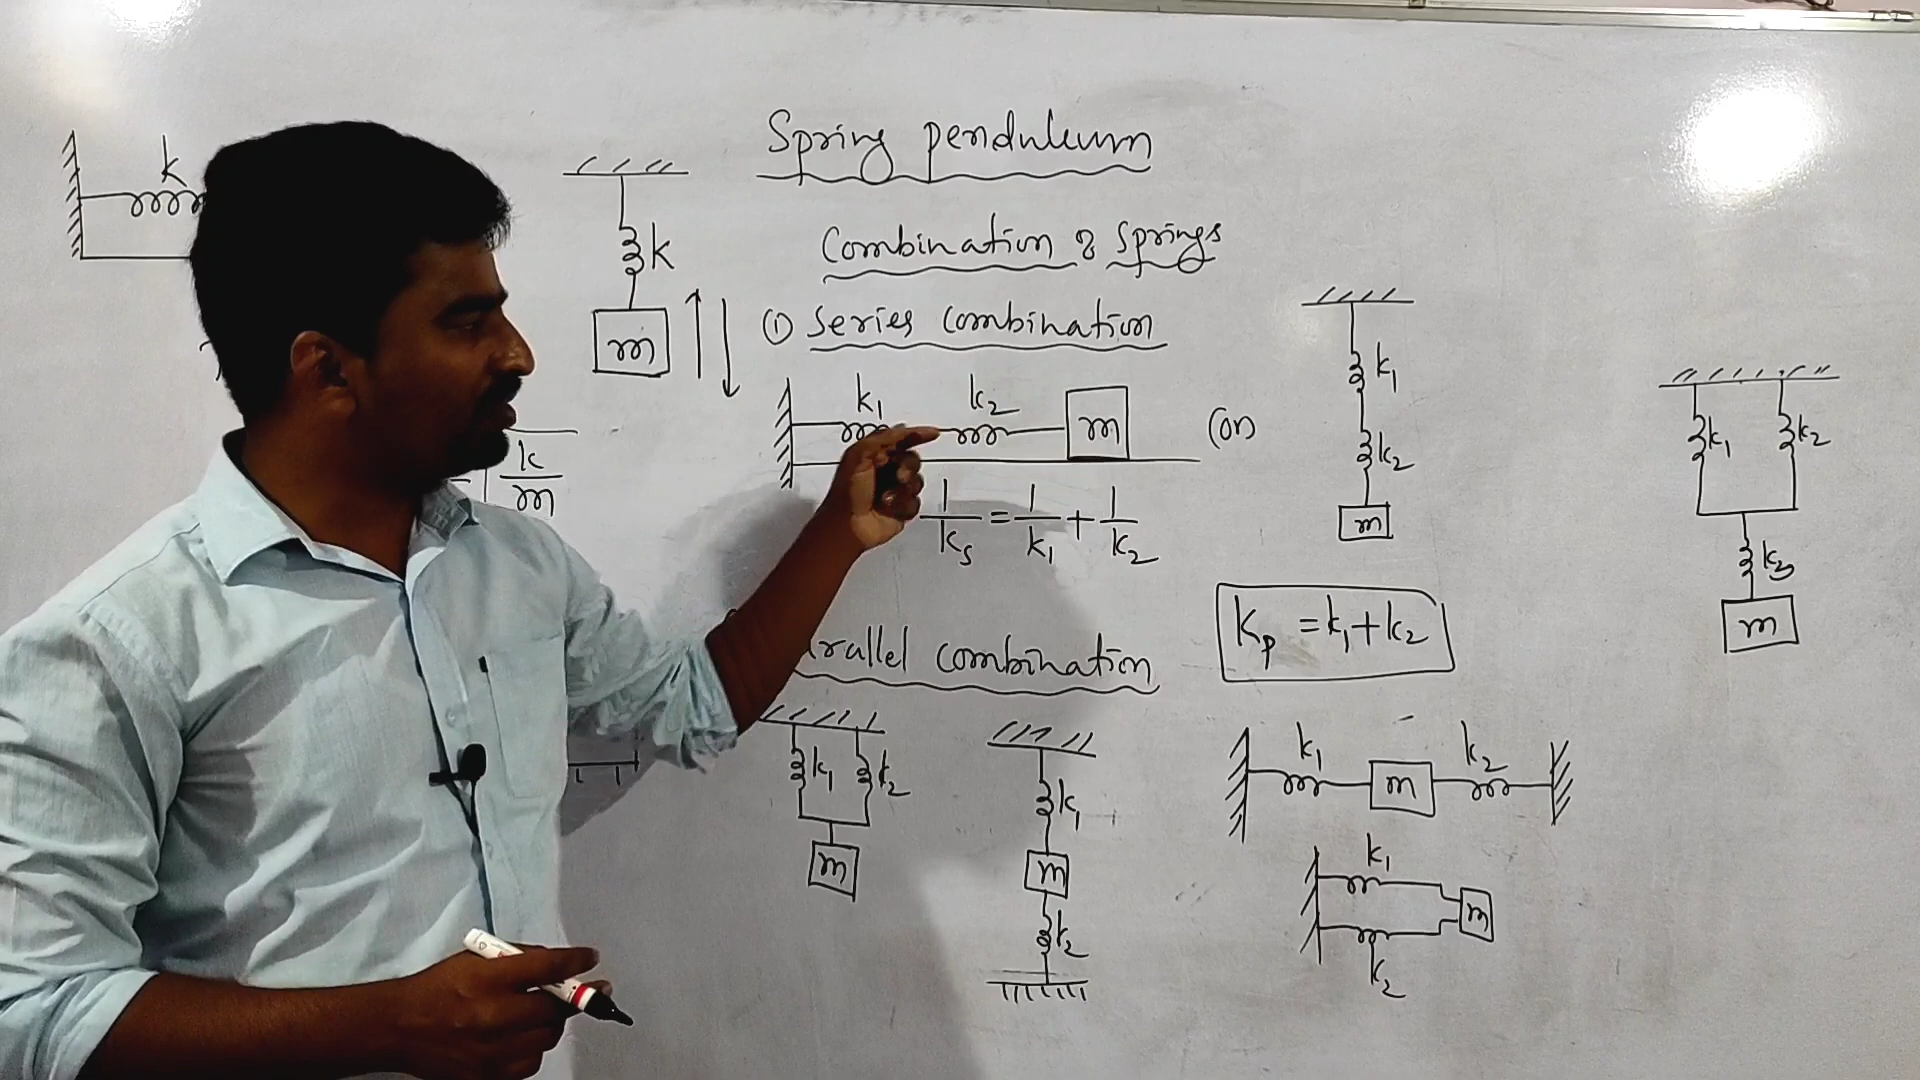 Spring penduleum
Combination of Springs
k
k
m
① Series combination
k₁ k₂ m
(or)
k₁
k₂
m
k₁ k₂
k₃
m
k/m
1/kₛ = 1/k₁ + 1/k₂
Kₚ = k₁ + k₂
rallel combination
k₁ k₂
m
k₁
m
k₂
k₁ m k₂
k₁
m
k₂